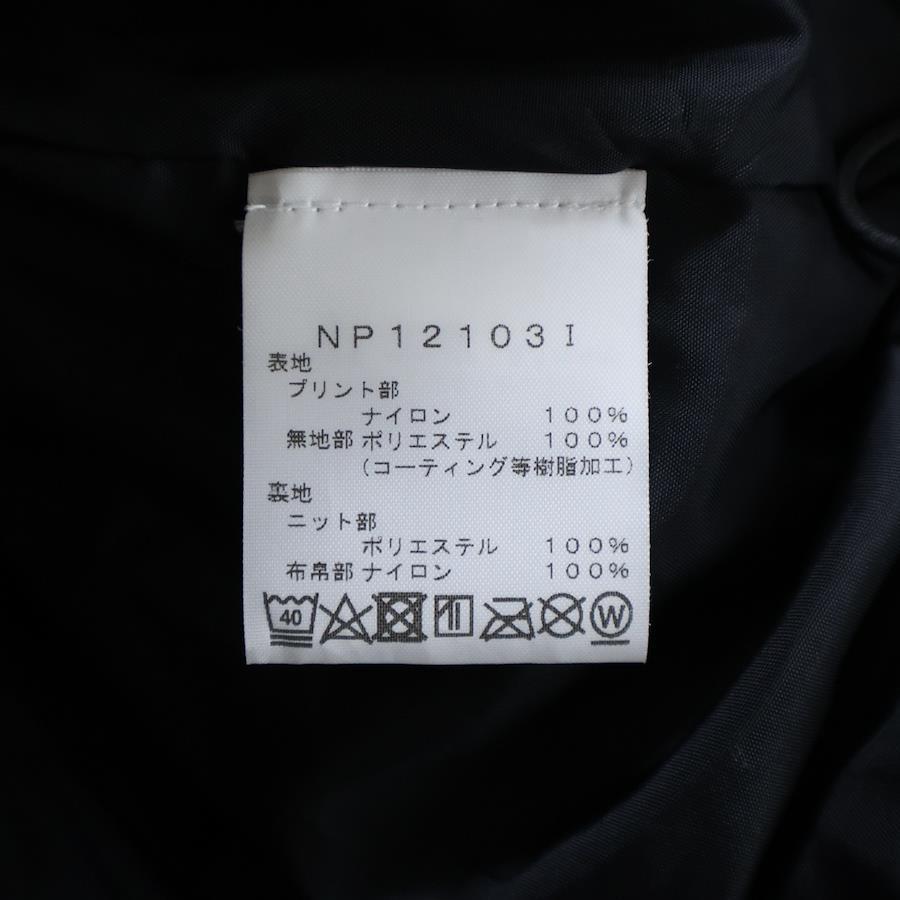 NP12103I
表地
プリント部
ナイロン 100%
無地部 ポリエステル 100%
(コーティング等樹脂加工)
裏地
ニット部
ポリエステル 100%
布帛部 ナイロン 100%
40 W